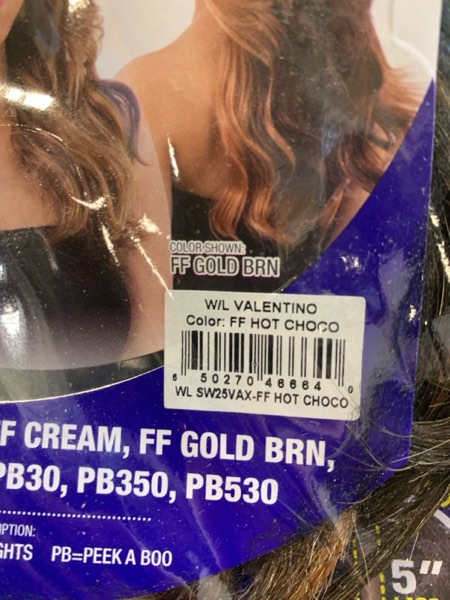 COLOR SHOWN:
FF GOLD BRN
W/L VALENTINO
Color: FF HOT CHOCO
6 50270 46664 0
WL SW25VAX-FF HOT CHOCO
F CREAM, FF GOLD BRN,
PB30, PB350, PB530
IPTION:
GHTS PB=PEEK A BOO
5"